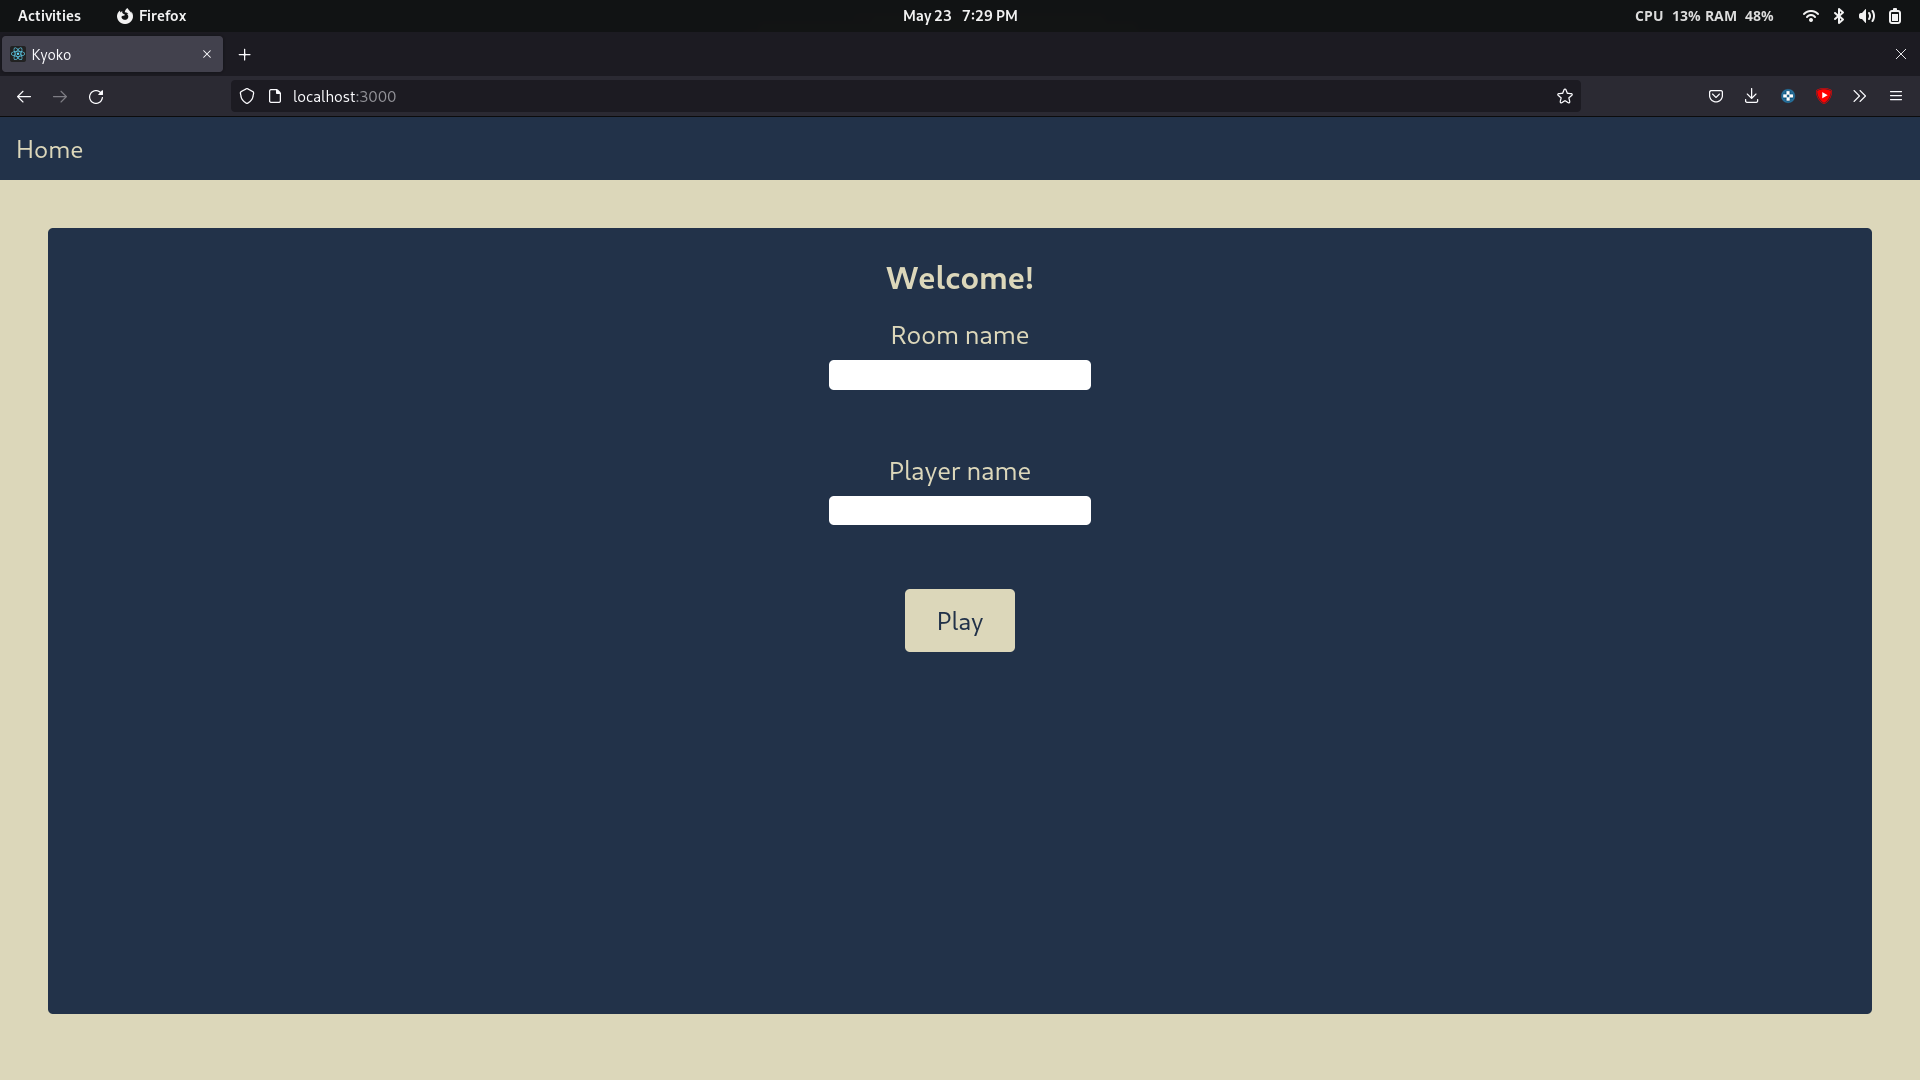 Activities Firefox May 23 7:29 PM CPU 13% RAM 48%
Kyoko
localhost:3000
Home
Welcome!
Room name
Player name
Play